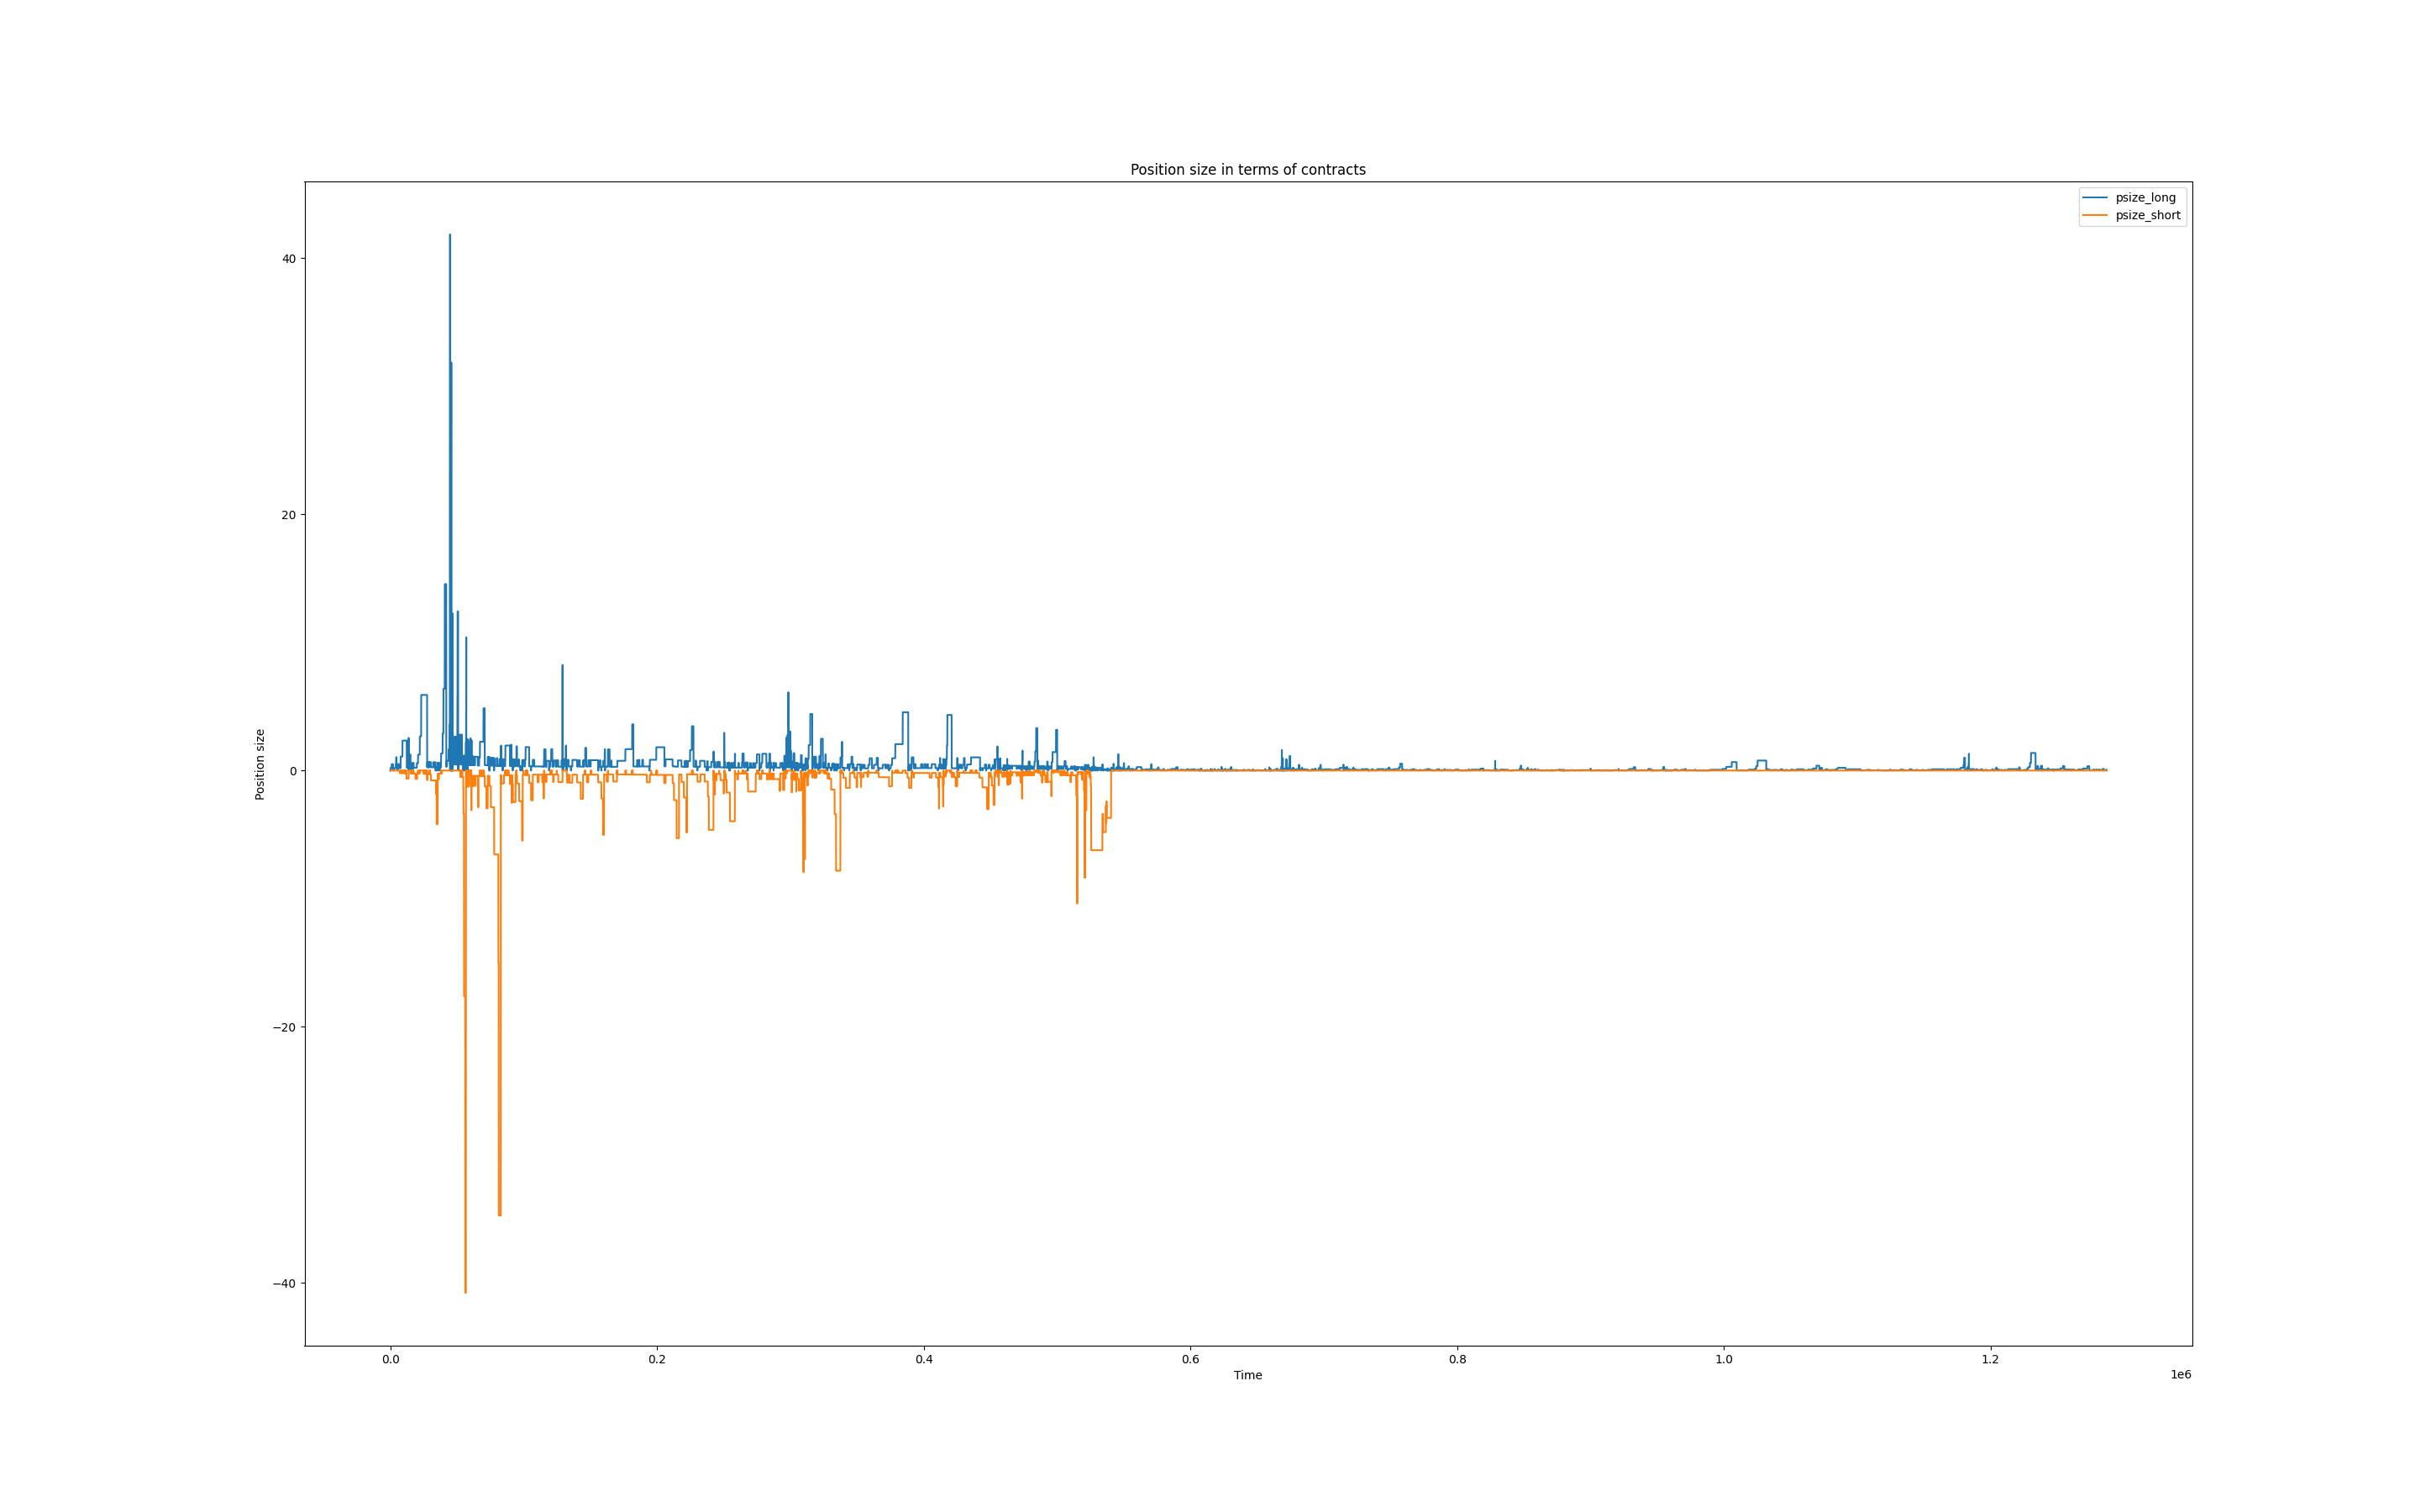 Position size in terms of contracts
psize_long
psize_short
40
20
0
−20
−40
Position size
0.0 0.2 0.4 0.6 0.8 1.0 1.2
Time
1e6